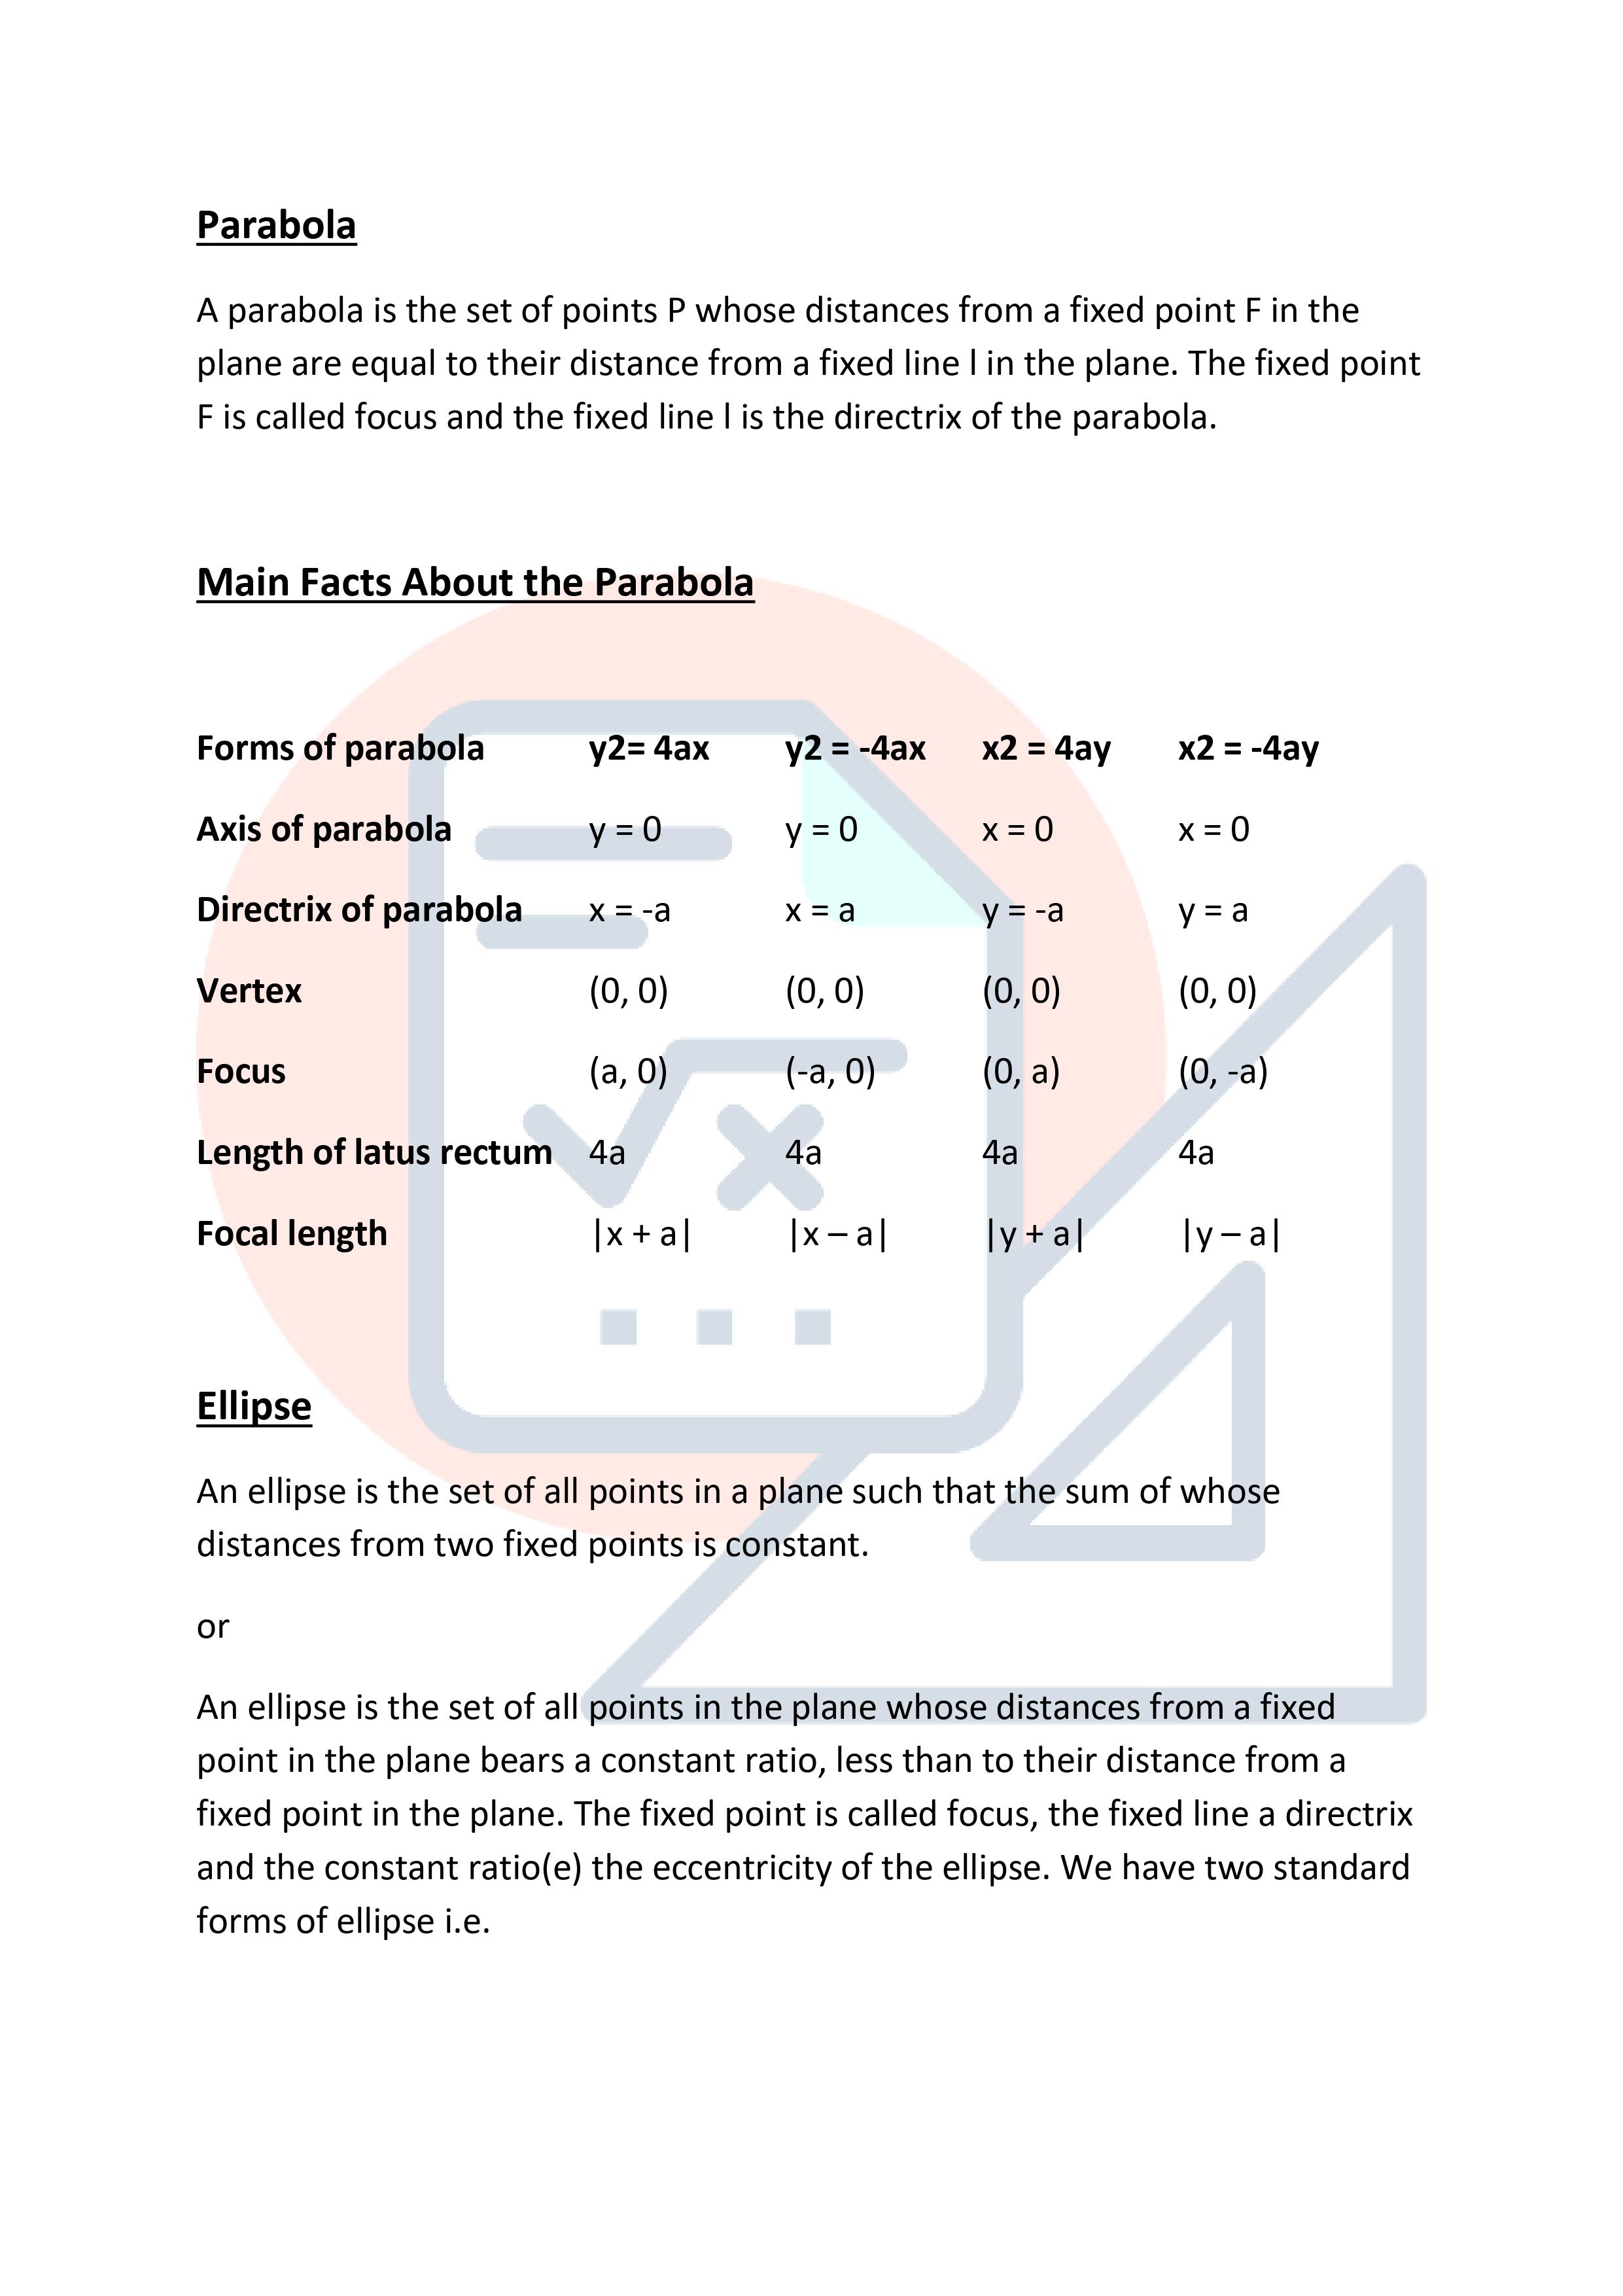 Parabola
A parabola is the set of points P whose distances from a fixed point F in the
plane are equal to their distance from a fixed line l in the plane. The fixed point
F is called focus and the fixed line l is the directrix of the parabola.
Main Facts About the Parabola
Forms of parabola y2= 4ax y2 = -4ax x2 = 4ay x2 = -4ay
Axis of parabola y = 0 y = 0 x = 0 x = 0
Directrix of parabola x = -a x = a y = -a y = a
Vertex (0, 0) (0, 0) (0, 0) (0, 0)
Focus (a, 0) (-a, 0) (0, a) (0, -a)
Length of latus rectum 4a 4a 4a 4a
Focal length |x + a| |x – a| |y + a| |y – a|
Ellipse
An ellipse is the set of all points in a plane such that the sum of whose
distances from two fixed points is constant.
or
An ellipse is the set of all points in the plane whose distances from a fixed
point in the plane bears a constant ratio, less than to their distance from a
fixed point in the plane. The fixed point is called focus, the fixed line a directrix
and the constant ratio(e) the eccentricity of the ellipse. We have two standard
forms of ellipse i.e.